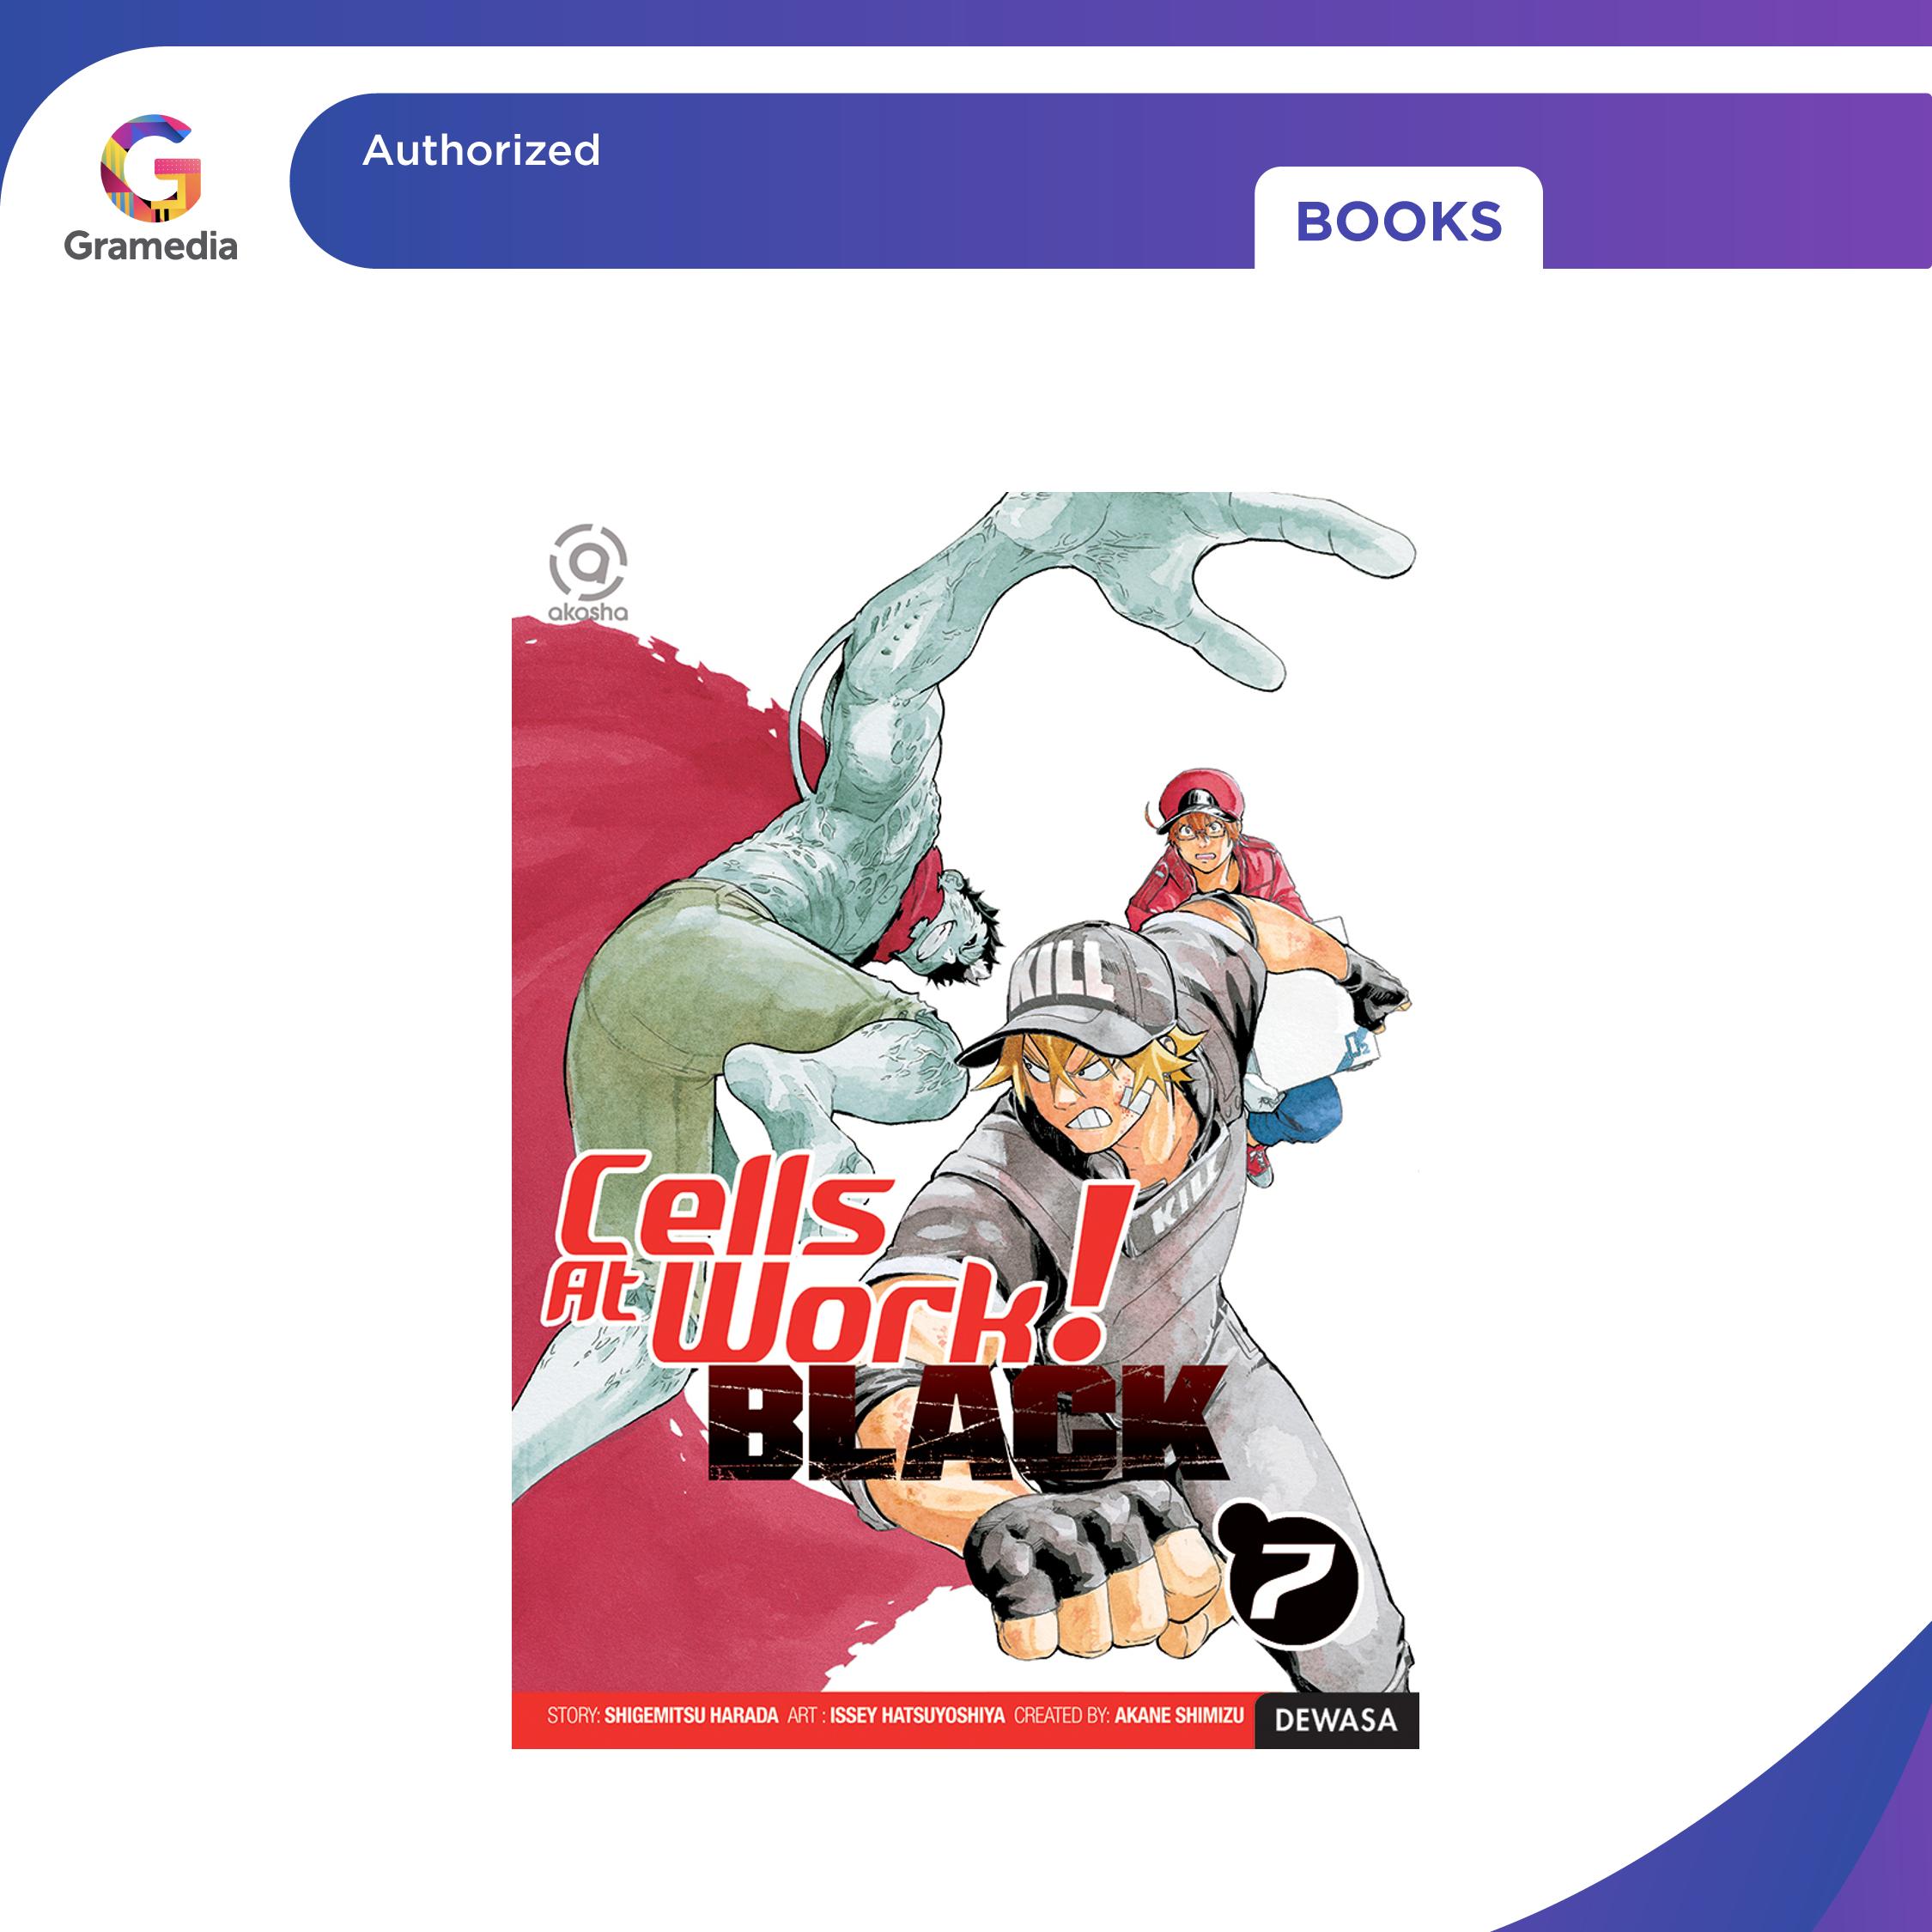 Gramedia
Authorized
BOOKS
akasha
KILL
O2
KILL
Cells
At Work!
BLACK
7
STORY: SHIGEMITSU HARADA ART : ISSEY HATSUYOSHIYA CREATED BY: AKANE SHIMIZU
DEWASA